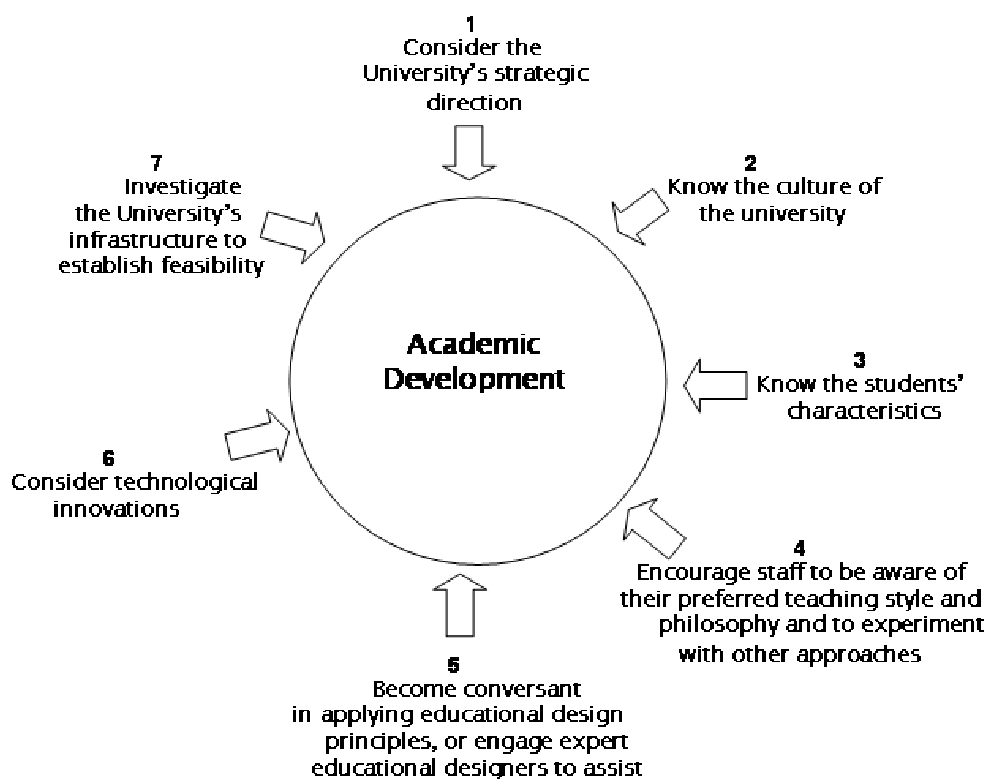 1
Consider the
University's strategic
direction
2
Know the culture of
the university
3
Know the students'
characteristics
4
Encourage staff to be aware of
their preferred teaching style and
philosophy and to experiment
with other approaches
5
Become conversant
in applying educational design
principles, or engage expert
educational designers to assist
6
Consider technological
innovations
7
Investigate
the University's
infrastructure to
establish feasibility
Academic
Development